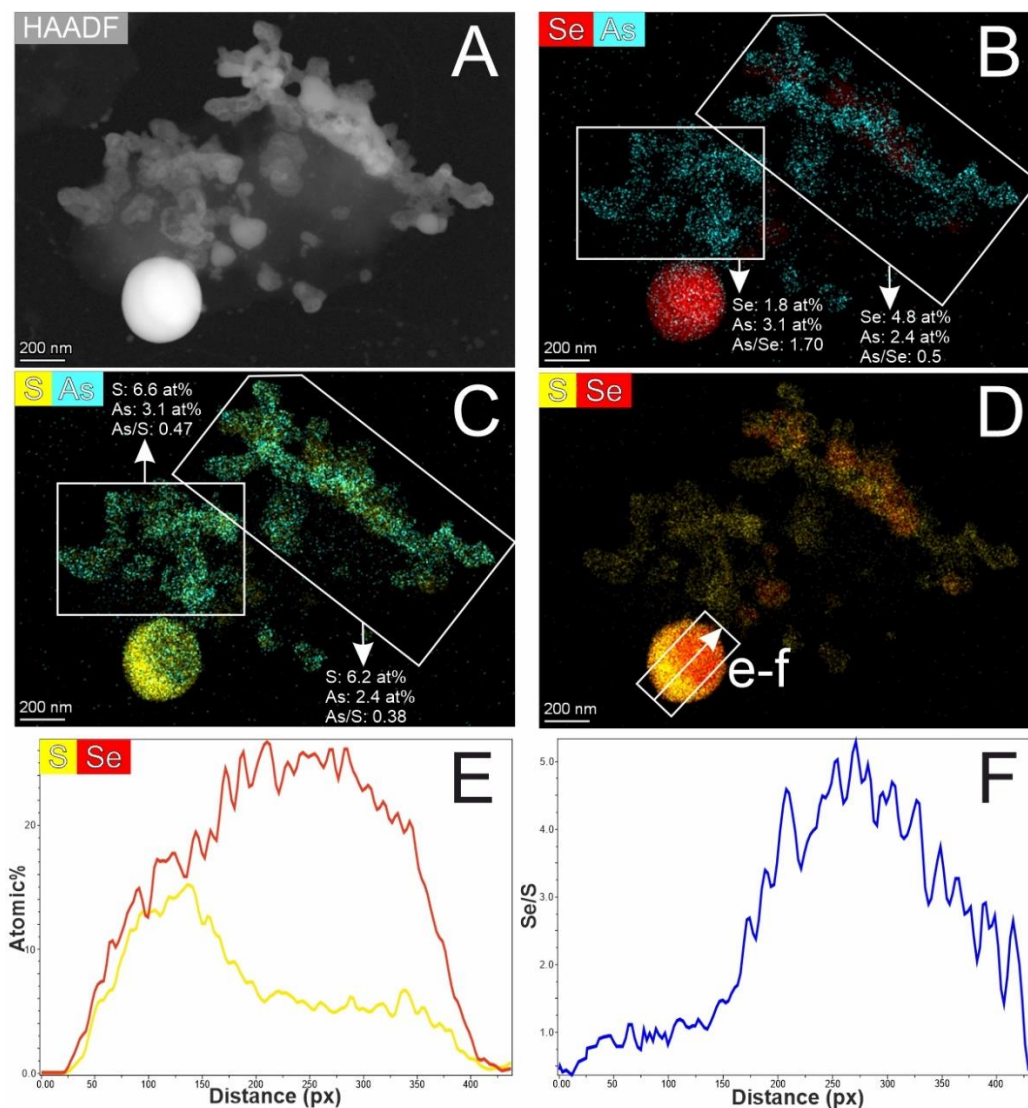 HAADF
A
200 nm
Se As
B
Se: 1.8 at%
As: 3.1 at%
As/Se: 1.70
Se: 4.8 at%
As: 2.4 at%
As/Se: 0.5
200 nm
S As
C
S: 6.6 at%
As: 3.1 at%
As/S: 0.47
S: 6.2 at%
As: 2.4 at%
As/S: 0.38
200 nm
S Se
D
e-f
200 nm
S Se
E
Atomic%
20
10
0.0
0.00 50 100 150 200 250 300 350 400
Distance (px)
F
Se/S
5.0
4.0
3.0
2.0
1.0
0.00 50 100 150 200 250 300 350 400
Distance (px)